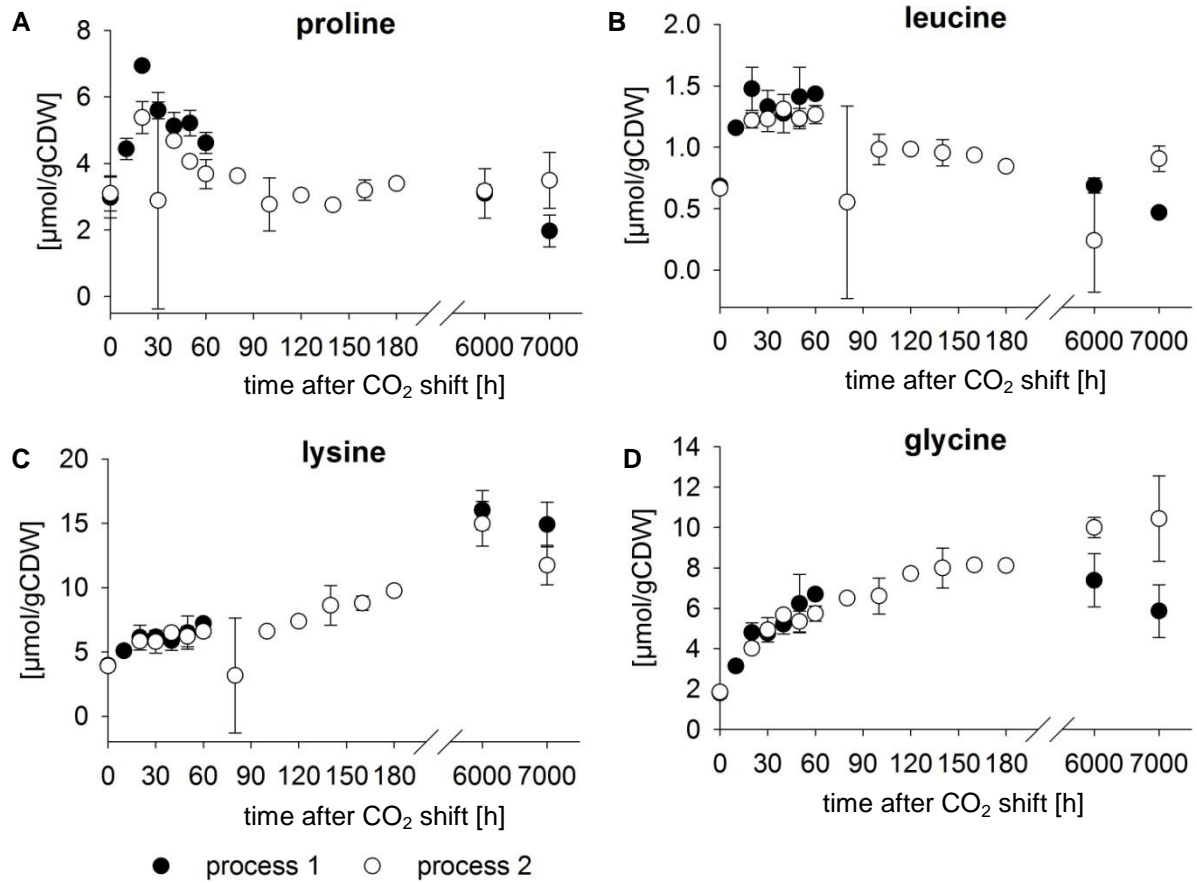 A
proline
8
6
4
2
0
[µmol/gCDW]
0 30 60 90 120 150 180 6000 7000
time after CO₂ shift [h]
B
leucine
2.0
1.5
1.0
0.5
0.0
[µmol/gCDW]
0 30 60 90 120 150 180 6000 7000
time after CO₂ shift [h]
C
lysine
20
15
10
5
0
[µmol/gCDW]
0 30 60 90 120 150 180 6000 7000
time after CO₂ shift [h]
D
glycine
14
12
10
8
6
4
2
0
[µmol/gCDW]
0 30 60 90 120 150 180 6000 7000
time after CO₂ shift [h]
process 1 process 2